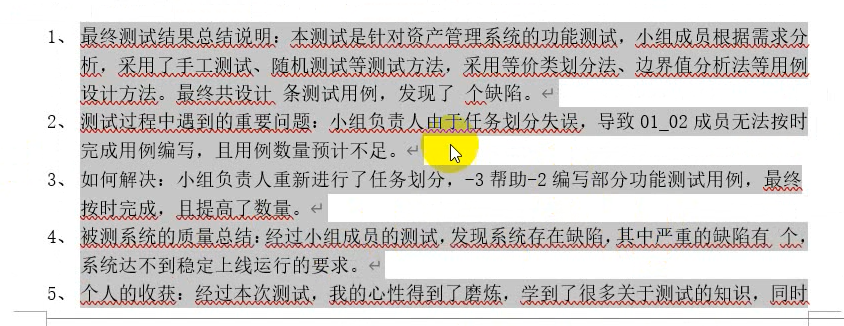 1、 最终测试结果总结说明：本测试是针对资产管理系统的功能测试，小组成员根据需求分
析，采用了手工测试、随机测试等测试方法，采用等价类划分法、边界值分析法等用例
设计方法。最终共设计 条测试用例，发现了 个缺陷。
2、 测试过程中遇到的重要问题：小组负责人由于任务划分失误，导致 01_02 成员无法按时
完成用例编写，且用例数量预计不足。
3、 如何解决：小组负责人重新进行了任务划分，-3 帮助-2 编写部分功能测试用例，最终
按时完成，且提高了数量。
4、 被测系统的质量总结：经过小组成员的测试，发现系统存在缺陷，其中严重的缺陷有 个，
系统达不到稳定上线运行的要求。
5、 个人的收获：经过本次测试，我的心性得到了磨炼，学到了很多关于测试的知识，同时